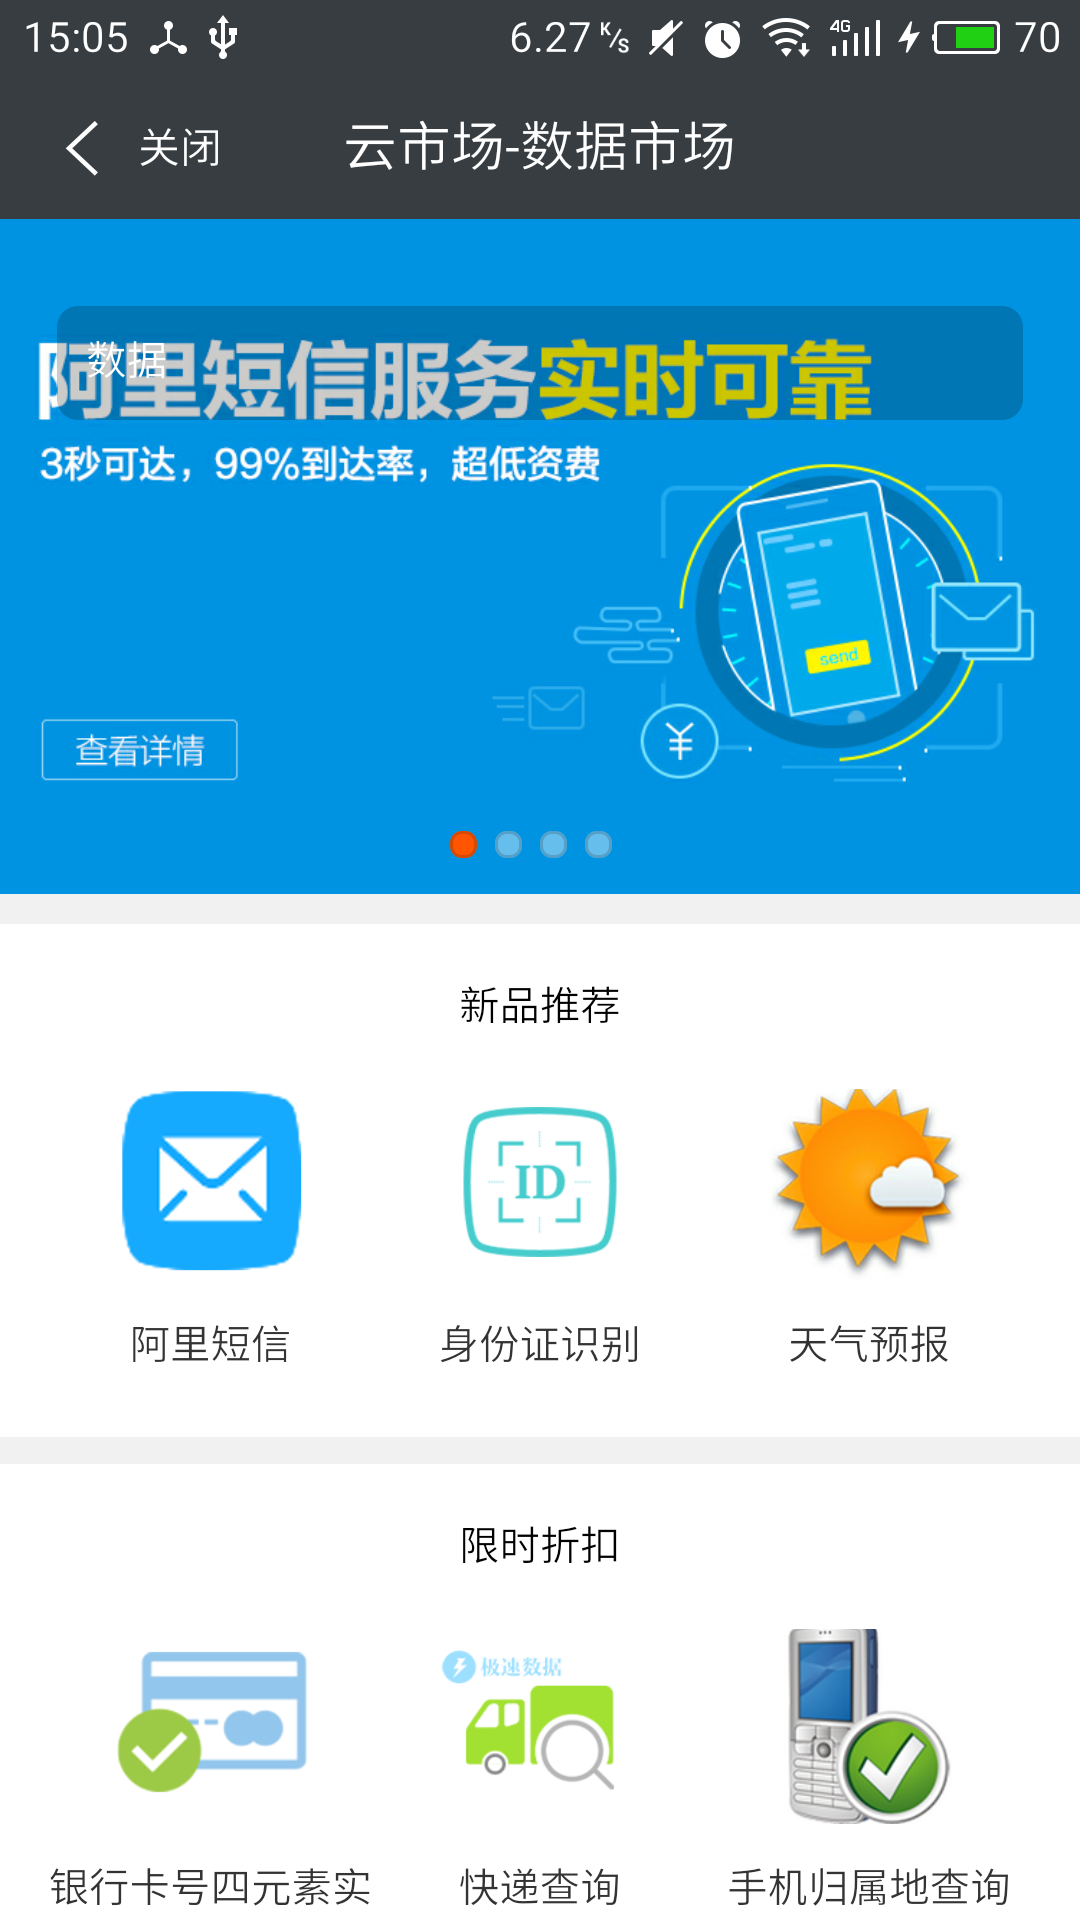 15:05 6.27 K/s 4G 70
关闭 云市场-数据市场
数据
阿里短信服务实时可靠
3秒可达，99%到达率，超低资费
send
¥
查看详情
新品推荐
ID
阿里短信 身份证识别 天气预报
限时折扣
极速数据
银行卡号四元素实 快递查询 手机归属地查询